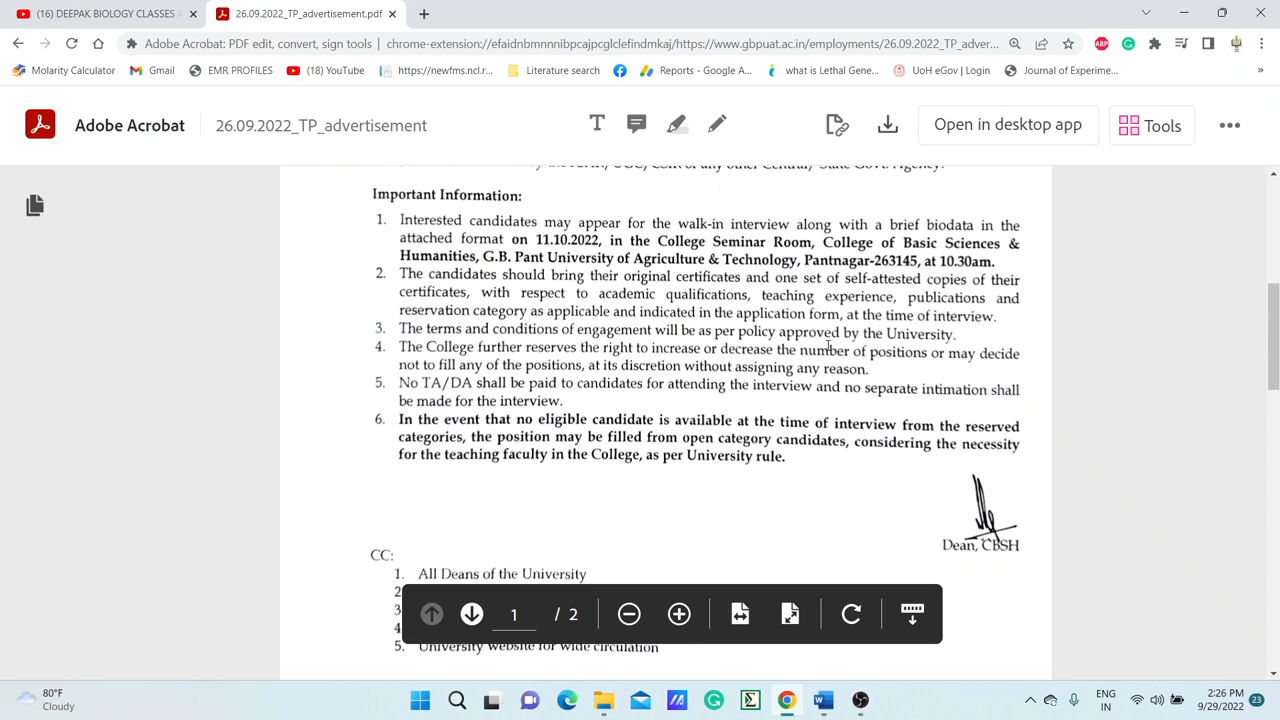 (16) DEEPAK BIOLOGY CLASSES /
26.09.2022_TP_advertisement.pdf
Adobe Acrobat: PDF edit, convert, sign tools | chrome-extension://efaidnbmnnnibpcajpcglclefindmkaj/https://www.gbpuat.ac.in/employments/26.09.2022_TP_adver...
Molarity Calculator
Gmail
EMR PROFILES
(18) YouTube
https://newfms.ncl.r...
Literature search
Reports - Google A...
what is Lethal Gene...
UoH eGov | Login
Journal of Experime...
Adobe Acrobat
26.09.2022_TP_advertisement
Open in desktop app
Tools
UGC, CSIR or any other Central/ State Govt. Agency.
Important Information:
1. Interested candidates may appear for the walk-in interview along with a brief biodata in the
attached format on 11.10.2022, in the College Seminar Room, College of Basic Sciences &
Humanities, G.B. Pant University of Agriculture & Technology, Pantnagar-263145, at 10.30am.
2. The candidates should bring their original certificates and one set of self-attested copies of their
certificates, with respect to academic qualifications, teaching experience, publications and
reservation category as applicable and indicated in the application form, at the time of interview.
3. The terms and conditions of engagement will be as per policy approved by the University.
4. The College further reserves the right to increase or decrease the number of positions or may decide
not to fill any of the positions, at its discretion without assigning any reason.
5. No TA/DA shall be paid to candidates for attending the interview and no separate intimation shall
be made for the interview.
6. In the event that no eligible candidate is available at the time of interview from the reserved
categories, the position may be filled from open category candidates, considering the necessity
for the teaching faculty in the College, as per University rule.
Dean, CBSH
CC:
1. All Deans of the University
2
3
4
5. University website for wide circulation
1 / 2
80°F
Cloudy
ENG
IN
2:26 PM
9/29/2022
23